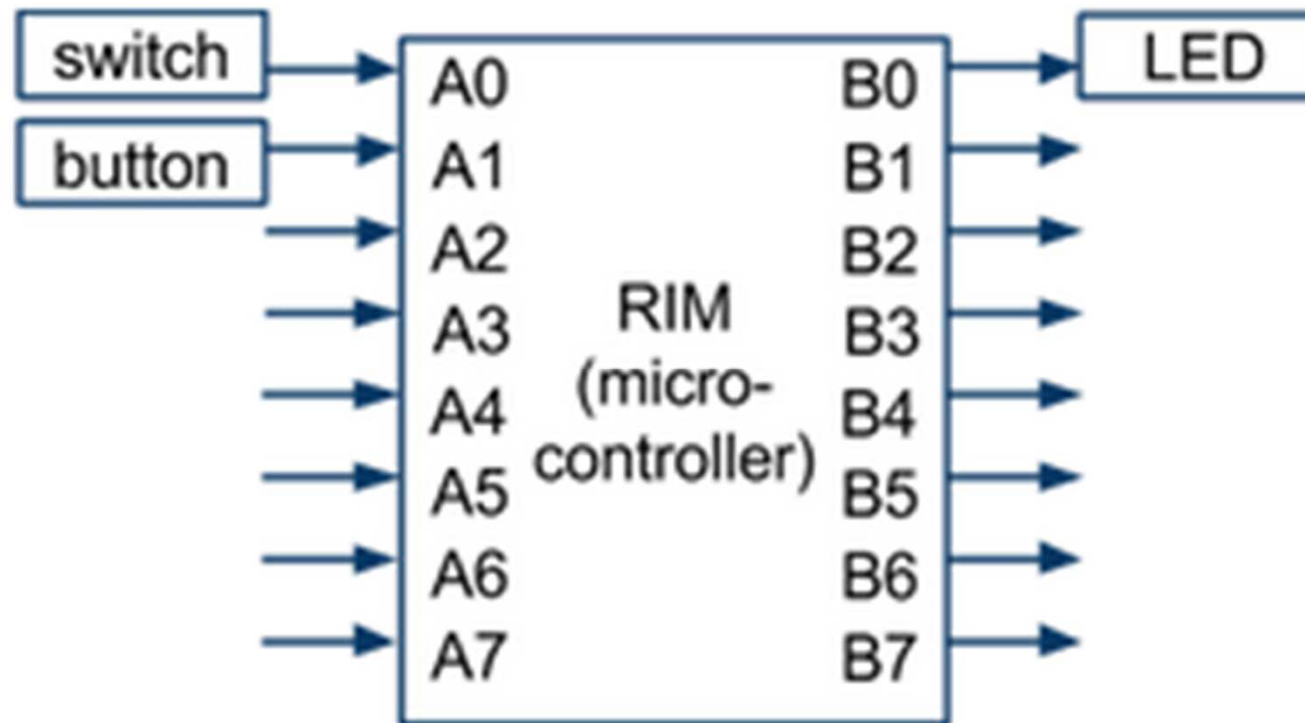 switch
button
A0
A1
A2
A3
A4
A5
A6
A7
RIM
(micro-
controller)
B0
B1
B2
B3
B4
B5
B6
B7
LED